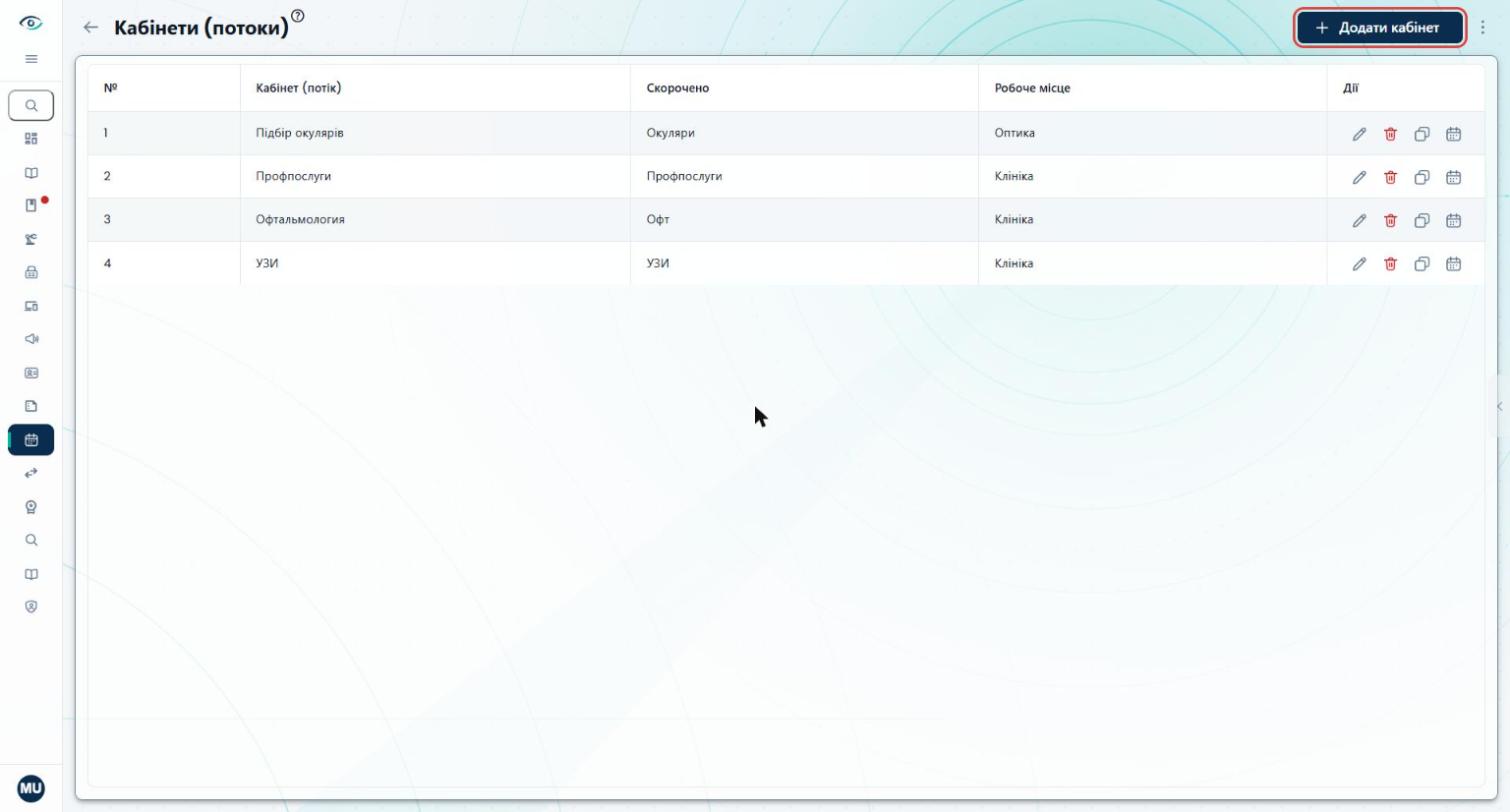 Кабінети (потоки)
+ Додати кабінет
№ Кабінет (потік) Скорочено Робоче місце Дії
1 Підбір окулярів Окуляри Оптика
2 Профпослуги Профпослуги Клініка
3 Офтальмология Офт Клініка
4 УЗИ УЗИ Клініка
MU